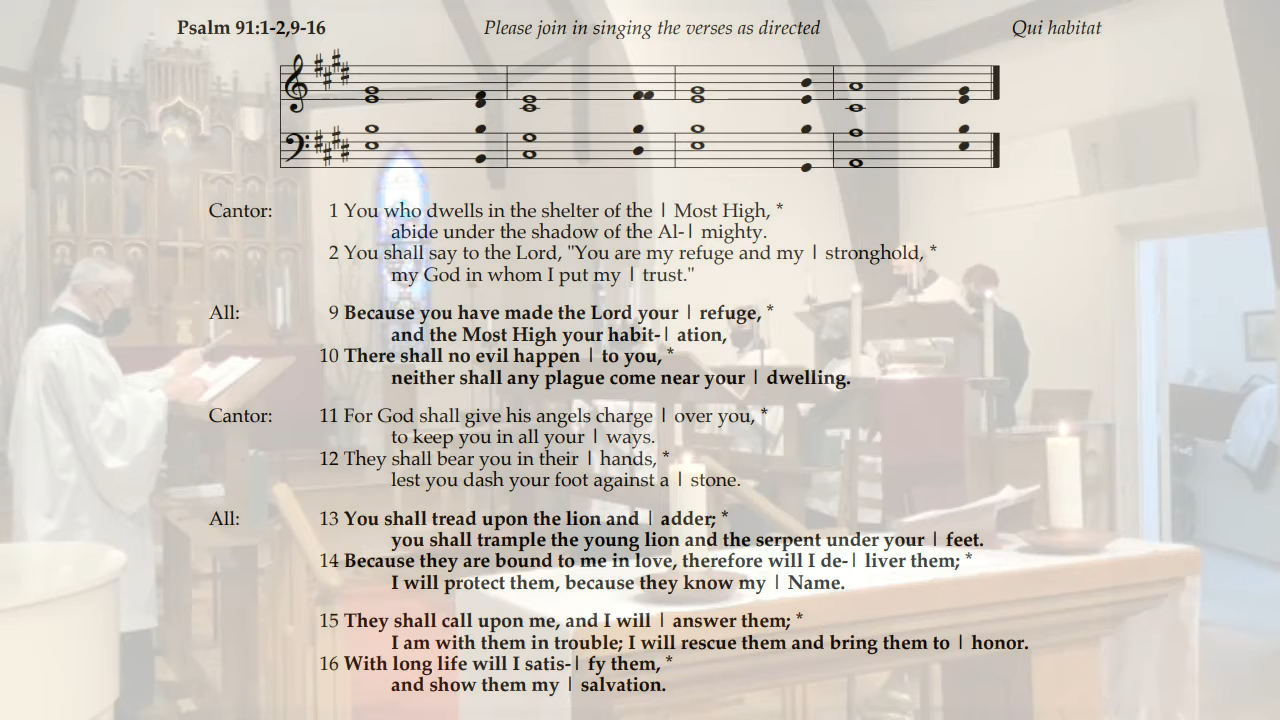 Psalm 91:1-2,9-16 Please join in singing the verses as directed Qui habitat
Cantor: 1 You who dwells in the shelter of the | Most High, *
abide under the shadow of the Al-| mighty.
2 You shall say to the Lord, "You are my refuge and my | stronghold, *
my God in whom I put my | trust."
All: 9 Because you have made the Lord your | refuge, *
and the Most High your habit-| ation,
10 There shall no evil happen | to you, *
neither shall any plague come near your | dwelling.
Cantor: 11 For God shall give his angels charge | over you, *
to keep you in all your | ways.
12 They shall bear you in their | hands, *
lest you dash your foot against a | stone.
All: 13 You shall tread upon the lion and | adder; *
you shall trample the young lion and the serpent under your | feet.
14 Because they are bound to me in love, therefore will I de-| liver them; *
I will protect them, because they know my | Name.
15 They shall call upon me, and I will | answer them; *
I am with them in trouble; I will rescue them and bring them to | honor.
16 With long life will I satis-| fy them, *
and show them my | salvation.